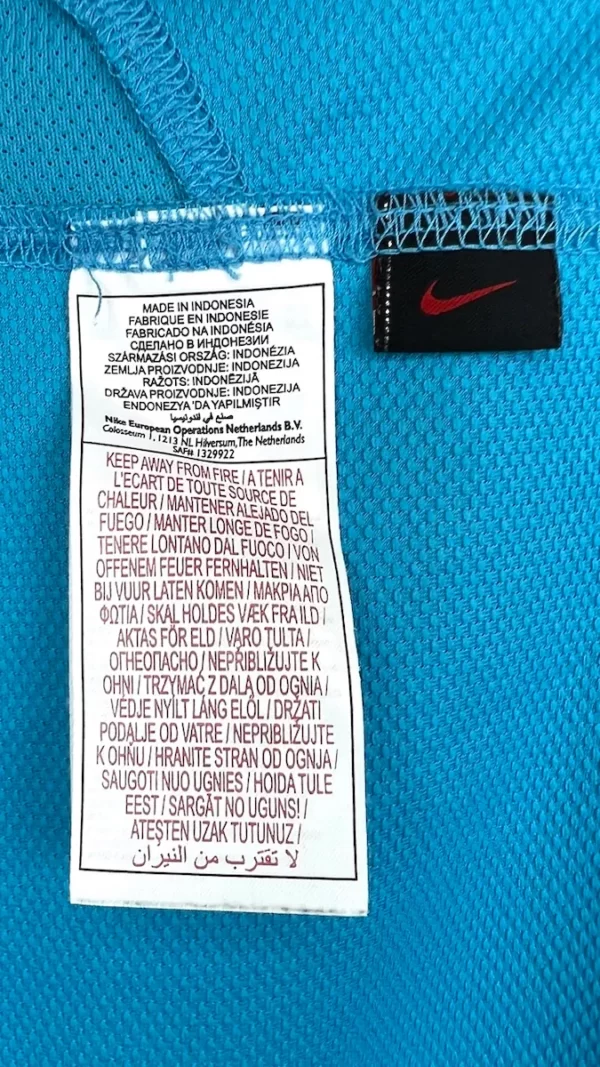 MADE IN INDONESIA
FABRIQUE EN INDONESIE
FABRICADO NA INDONÉSIA
СДЕЛАНО В ИНДОНЕЗИИ
SZÁRMAZÁSI ORSZÁG: INDONÉZIA
ZEMLJA PROIZVODNJE: INDONEZIJA
RAŽOTS: INDONĒZIJĀ
DRŽAVA PROIZVODNJE: INDONEZIJA
ENDONEZYA'DA YAPILMIŞTIR
صنع في
Nike European Operations Netherlands B.V.
Colosseum 1, 1213 NL Hilversum, The Netherlands
SAF# 1329922
KEEP AWAY FROM FIRE / A TENIR A
L'ECART DE TOUTE SOURCE DE
CHALEUR / MANTENER ALEJADO DEL
FUEGO / MANTER LONGE DE FOGO /
TENERE LONTANO DAL FUOCO / VON
OFFENEM FEUER FERNHALTEN / NIET
BIJ VUUR LATEN KOMEN / ΜΑΚΡΙΑ ΑΠΟ
ΦΩΤΙΑ / SKAL HOLDES VÆK FRA ILD /
AKTAS FÖR ELD / VARO TULTA /
ОГНЕОПАСНО / NEPŘIBLIŽUJTE K
OHNI / TRZYMAĆ Z DALA OD OGNIA /
VÉDJE NYÍLT LÁNG ELŐL / DRŽATI
PODALJE OD VATRE / NEPRIBLIŽUJTE
K OHŇU / HRANITE STRAN OD OGNJA /
SAUGOTI NUO UGNIES / HOIDA TULE
EEST / SARGĀT NO UGUNS! /
ATEŞTEN UZAK TUTUNUZ /
لا تقترب من النيران